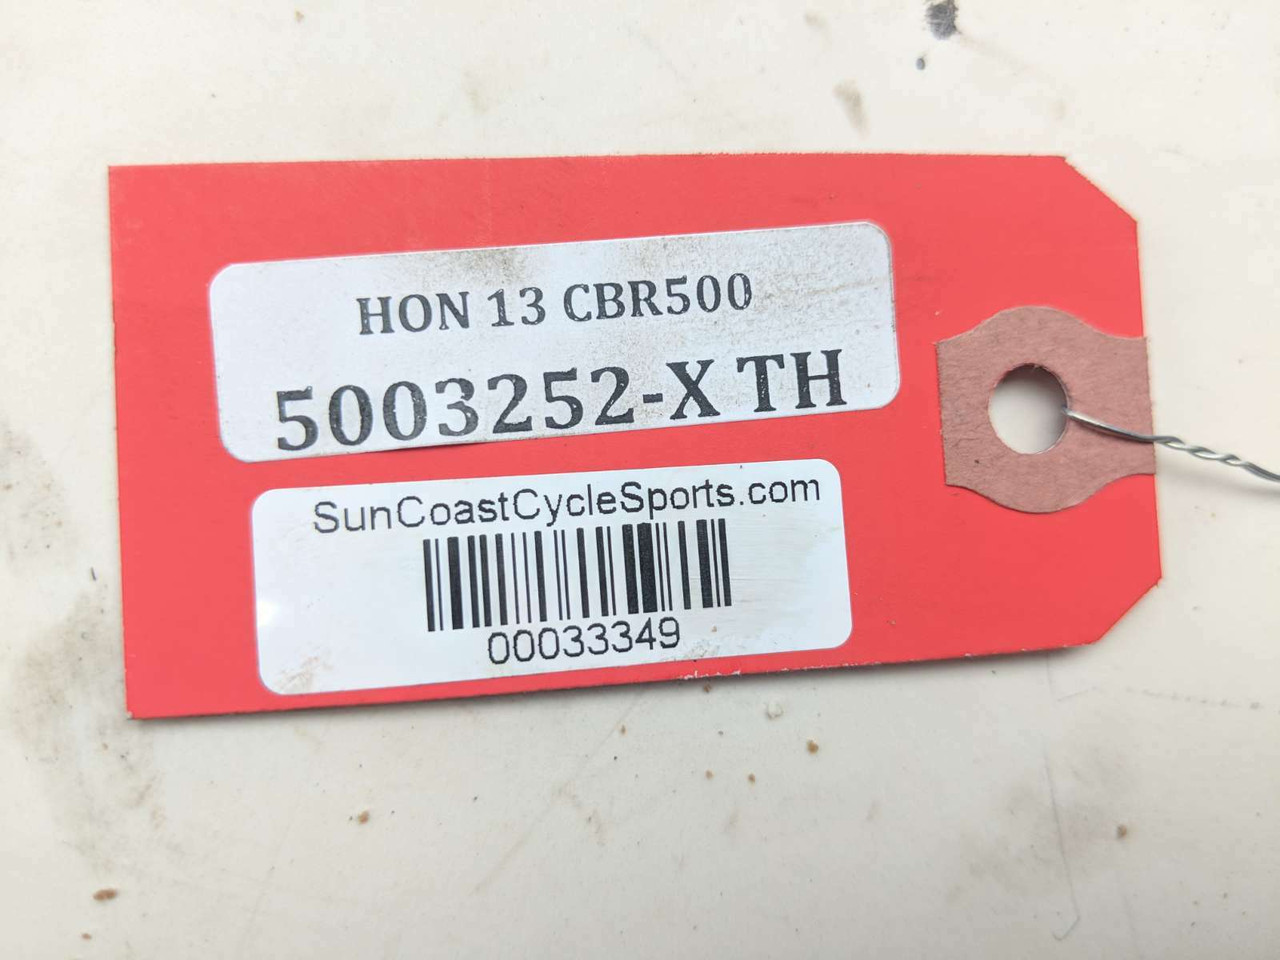 HON 13 CBR500
5003252-X TH
SunCoastCycleSports.com
00033349